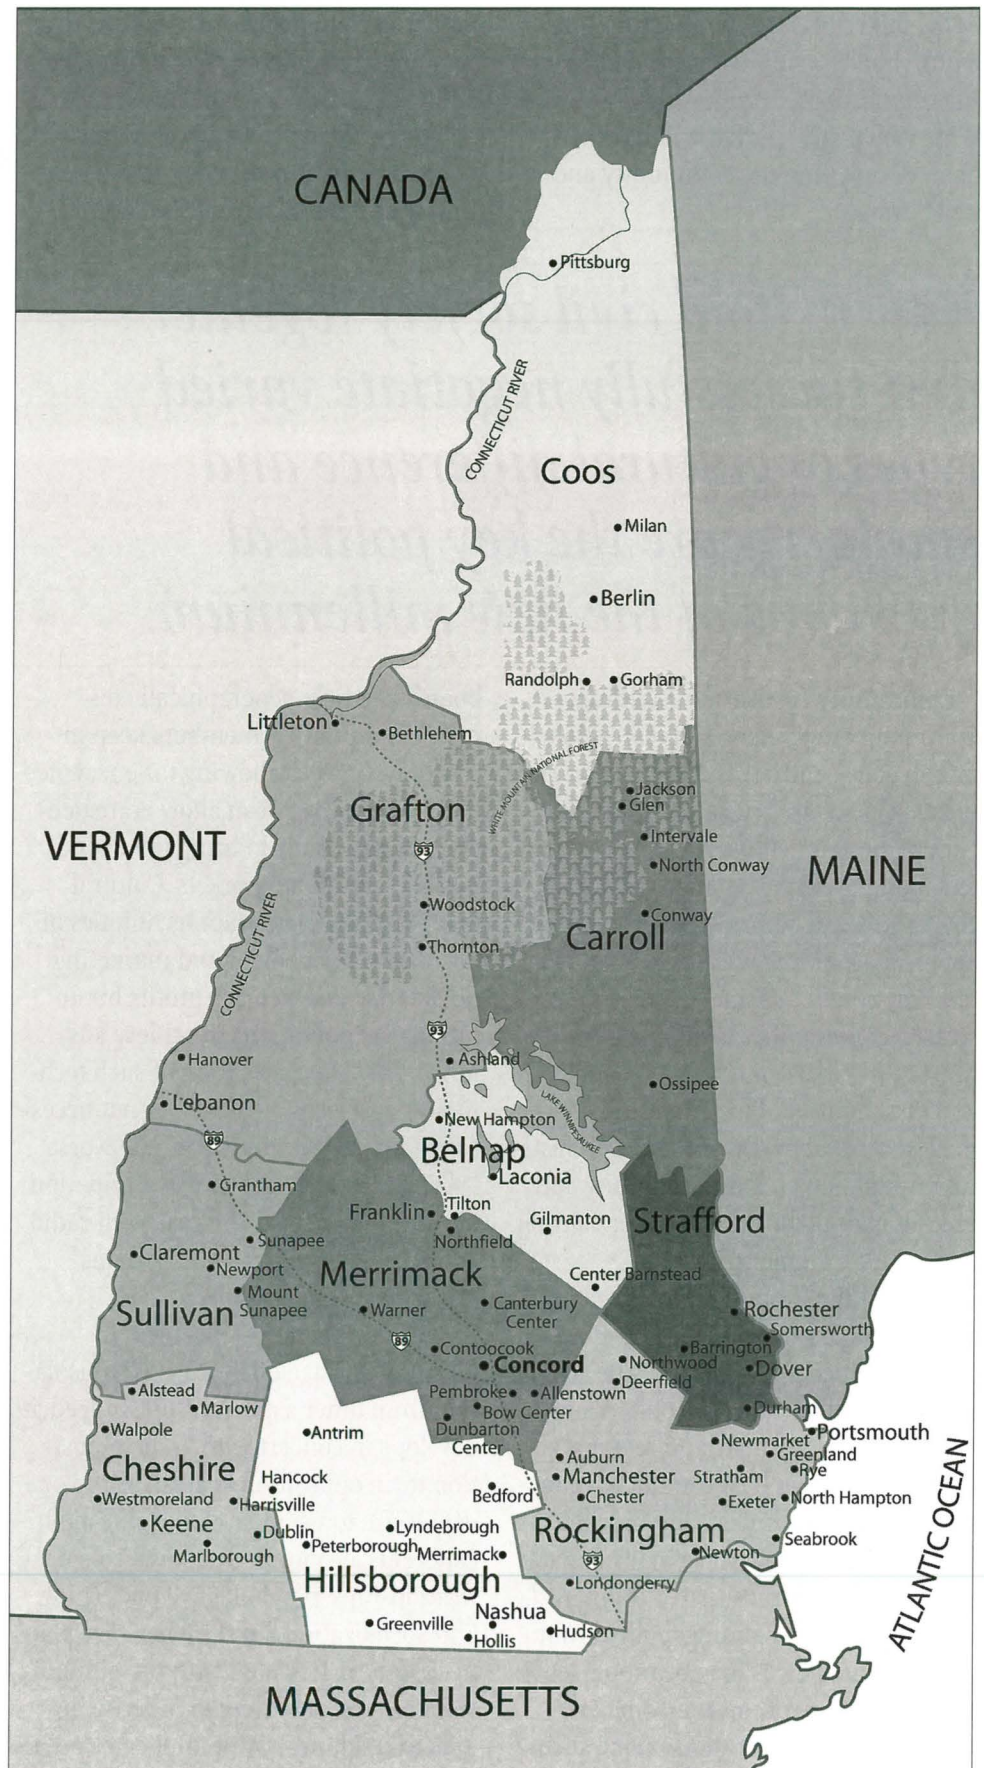 CANADA
Pittsburg
CONNECTICUT RIVER
Coos
Milan
Berlin
Randolph
Gorham
Littleton
Bethlehem
WHITE MOUNTAIN NATIONAL FOREST
Jackson
Glen
Grafton
VERMONT
Intervale
93
North Conway
MAINE
Woodstock
Conway
Carroll
Thornton
CONNECTICUT RIVER
93
Hanover
Ashland
Ossipee
Lebanon
LAKE WINNIPESAUKEE
New Hampton
89
Belnap
Laconia
Grantham
Franklin
Tilton
Gilmanton
Strafford
Sunapee
Northfield
Claremont
Newport
Merrimack
Center Barnstead
Mount
Sunapee
Sullivan
Warner
Canterbury
Center
Rochester
Somersworth
89
Contoocook
Barrington
Concord
Northwood
Dover
Deerfield
Alstead
Pembroke
Allenstown
Marlow
Bow Center
Durham
Walpole
Antrim
Dunbarton
Center
Newmarket
Portsmouth
Greenland
Auburn
Cheshire
Hancock
Manchester
Stratham
Rye
Westmoreland
Harrisville
Bedford
Chester
Exeter
North Hampton
Keene
Dublin
Lyndebrough
Rockingham
Seabrook
Marlborough
Peterborough
Merrimack
Newton
93
Hillsborough
Londonderry
Nashua
Greenville
Hollis
Hudson
ATLANTIC OCEAN
MASSACHUSETTS